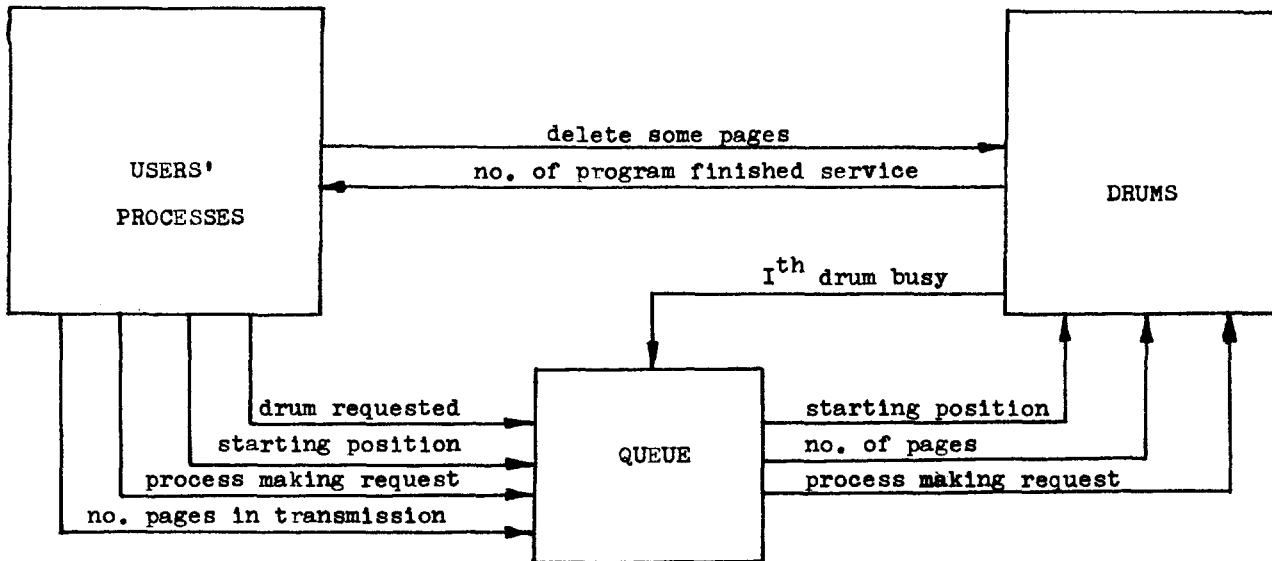 delete some pages
no. of program finished service
USERS'
PROCESSES
DRUMS
Ith drum busy
drum requested
starting position
process making request
no. pages in transmission
QUEUE
starting position
no. of pages
process making request